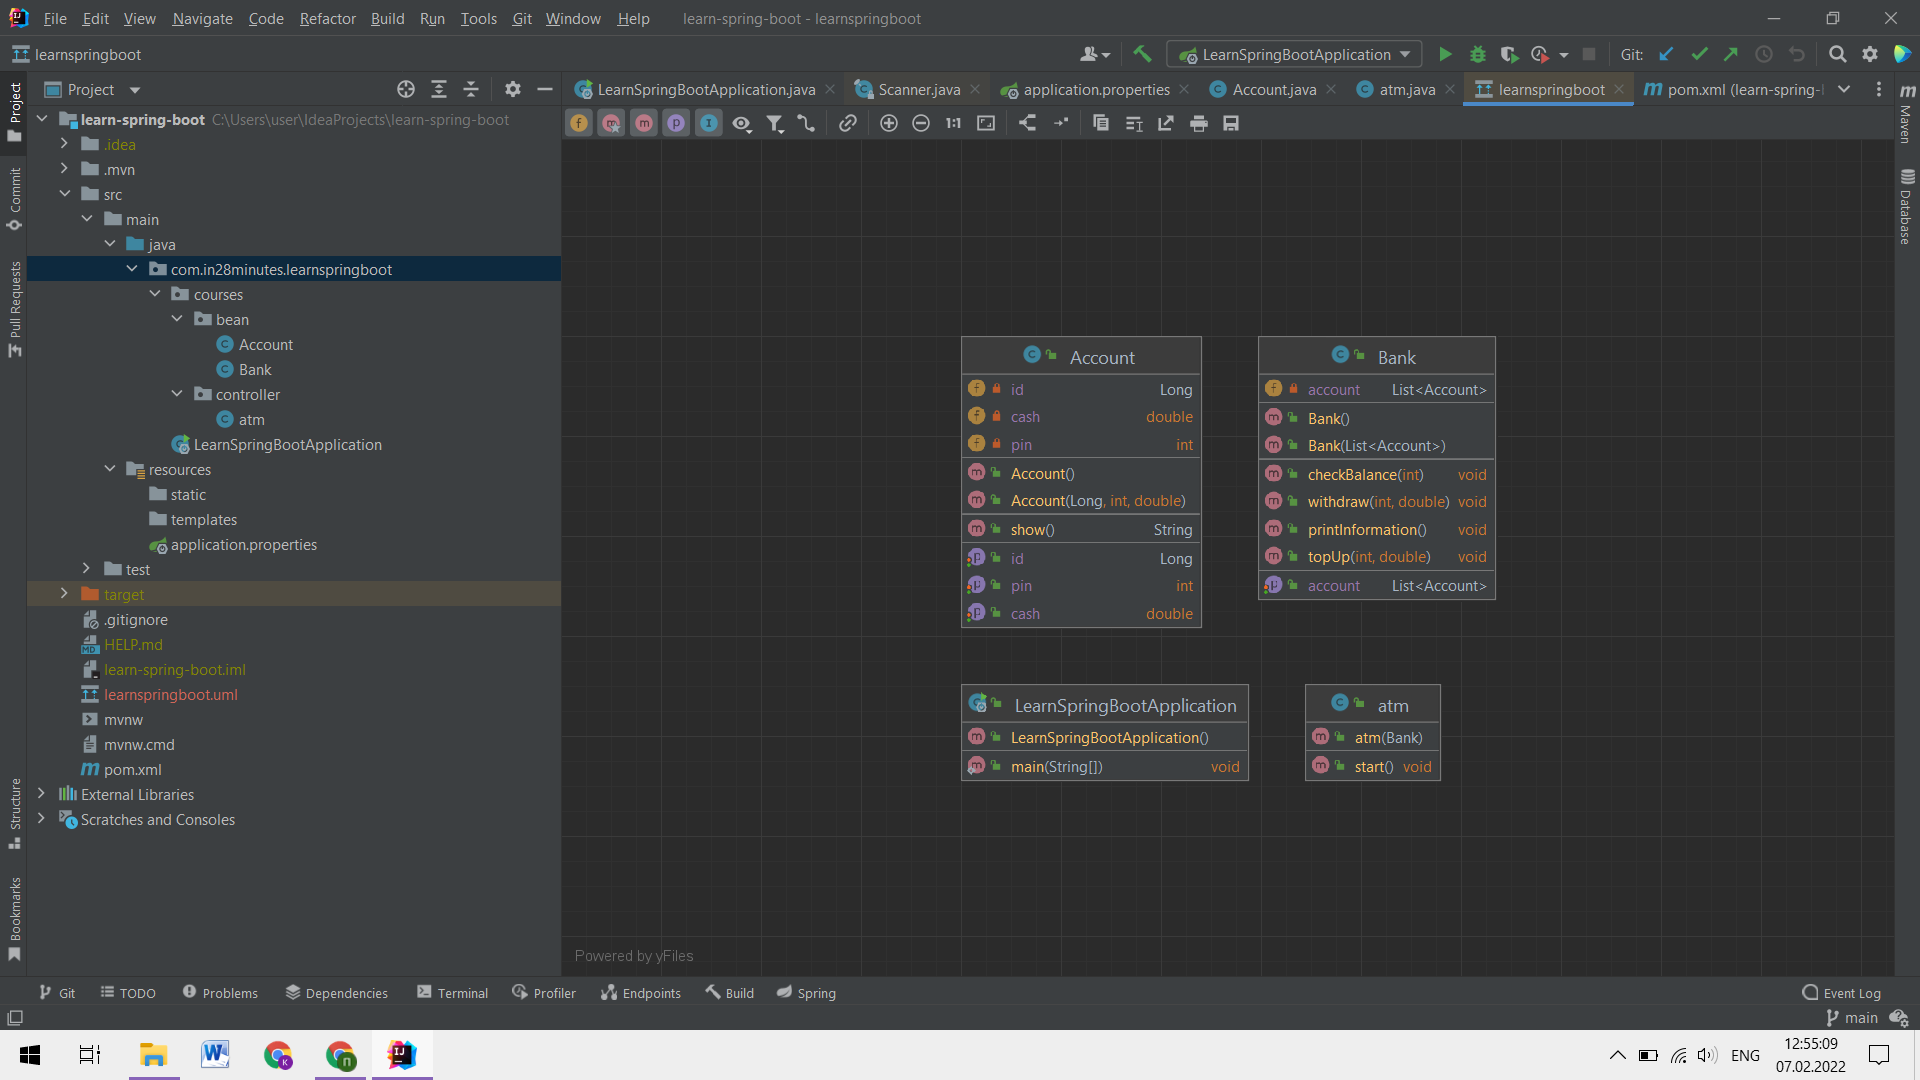 File Edit View Navigate Code Refactor Build Run Tools Git Window Help learn-spring-boot - learnspringboot
learnspringboot
LearnSpringBootApplication
Git:
Project
LearnSpringBootApplication.java
Scanner.java
application.properties
Account.java
atm.java
learnspringboot
pom.xml (learn-spring-
1:1
Project
Commit
Pull Requests
Structure
Bookmarks
Maven
Database
learn-spring-boot C:\Users\user\IdeaProjects\learn-spring-boot
.idea
.mvn
src
main
java
com.in28minutes.learnspringboot
courses
bean
Account
Bank
controller
atm
LearnSpringBootApplication
resources
static
templates
application.properties
test
target
.gitignore
HELP.md
learn-spring-boot.iml
learnspringboot.uml
mvnw
mvnw.cmd
pom.xml
External Libraries
Scratches and Consoles
Account
id Long
cash double
pin int
Account()
Account(Long, int, double)
show() String
id Long
pin int
cash double
Bank
account List<Account>
Bank()
Bank(List<Account>)
checkBalance(int) void
withdraw(int, double) void
printInformation() void
topUp(int, double) void
account List<Account>
LearnSpringBootApplication
LearnSpringBootApplication()
main(String[]) void
atm
atm(Bank)
start() void
Powered by yFiles
Git TODO Problems Dependencies Terminal Profiler Endpoints Build Spring Event Log
main
ENG
12:55:09
07.02.2022